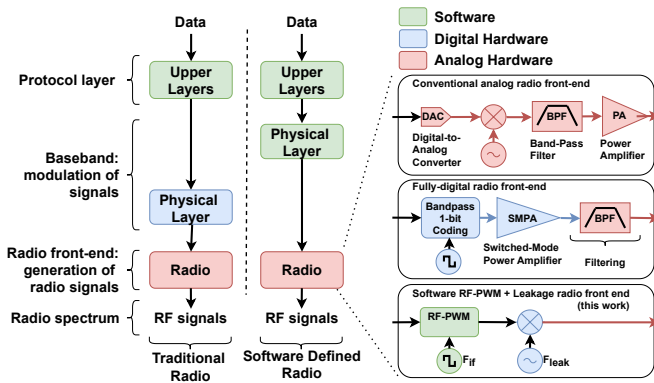 Data
Data
Software
Digital Hardware
Analog Hardware
Protocol layer
Upper
Layers
Upper
Layers
Baseband:
modulation of
signals
Physical
Layer
Physical
Layer
Radio front-end:
generation of
radio signals
Radio
Radio
Radio spectrum
RF signals
RF signals
Traditional
Radio
Software Defined
Radio
Conventional analog radio front-end
DAC
BPF
PA
Digital-to-
Analog
Converter
Band-Pass
Filter
Power
Amplifier
Fully-digital radio front-end
Bandpass
1-bit
Coding
SMPA
BPF
Switched-Mode
Power Amplifier
Filtering
Software RF-PWM + Leakage radio front end
(this work)
RF-PWM
Fif
Fleak